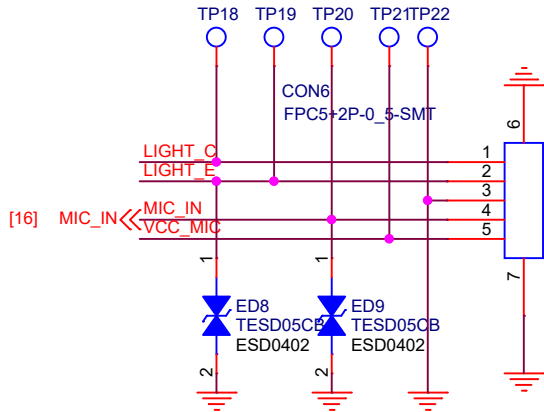 TP18 TP19 TP20 TP21 TP22
CON6
FPC5+2P-0_5-SMT
6
LIGHT_C 1
LIGHT_E 2
3
[16] MIC_IN MIC_IN 4
VCC_MIC 5
1 1 7
ED8 ED9
TESD05CB TESD05CB
ESD0402 ESD0402
2 2